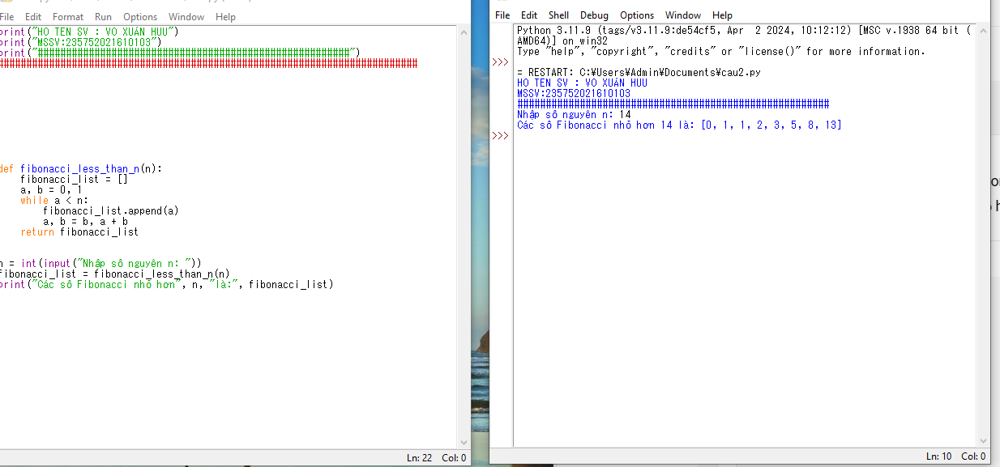 File Edit Format Run Options Window Help
print("HO TEN SV : VO XUÂN HUU")
print("MSSV:235752021610103")
print("#######################################################")
##########################################################################
def fibonacci_less_than_n(n):
fibonacci_list = []
a, b = 0, 1
while a < n:
fibonacci_list.append(a)
a, b = b, a + b
return fibonacci_list
n = int(input("Nhập số nguyên n: "))
fibonacci_list = fibonacci_less_than_n(n)
print("Các số Fibonacci nhỏ hơn", n, "là:", fibonacci_list)
Ln: 22 Col: 0
File Edit Shell Debug Options Window Help
Python 3.11.9 (tags/v3.11.9:de54cf5, Apr  2 2024, 10:12:12) [MSC v.1938 64 bit (
AMD64)] on win32
Type "help", "copyright", "credits" or "license()" for more information.
>>>
= RESTART: C:¥Users¥Admin¥Documents¥cau2.py
HO TEN SV : VO XUÂN HUU
MSSV:235752021610103
#######################################################
Nhập số nguyên n: 14
Các số Fibonacci nhỏ hơn 14 là: [0, 1, 1, 2, 3, 5, 8, 13]
>>>
Ln: 10 Col: 0